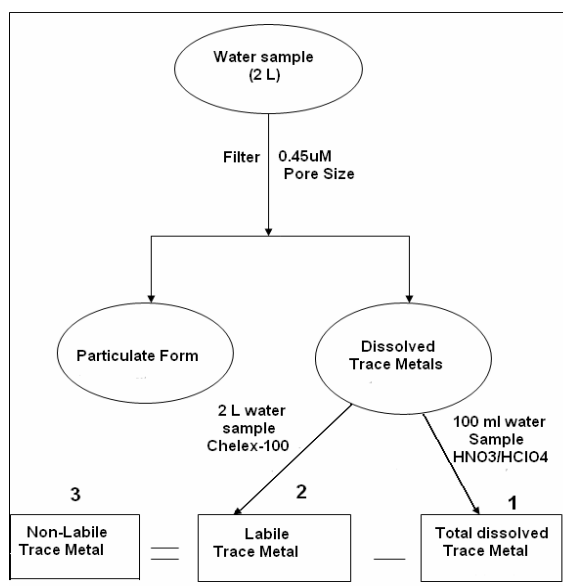 Water sample
(2 L)
Filter
0.45uM
Pore Size
Particulate Form
Dissolved
Trace Metals
2 L water
sample
Chelex-100
100 ml water
Sample
HNO3/HClO4
3
2
1
Non-Labile
Trace Metal
=
Labile
Trace Metal
—
Total dissolved
Trace Metal